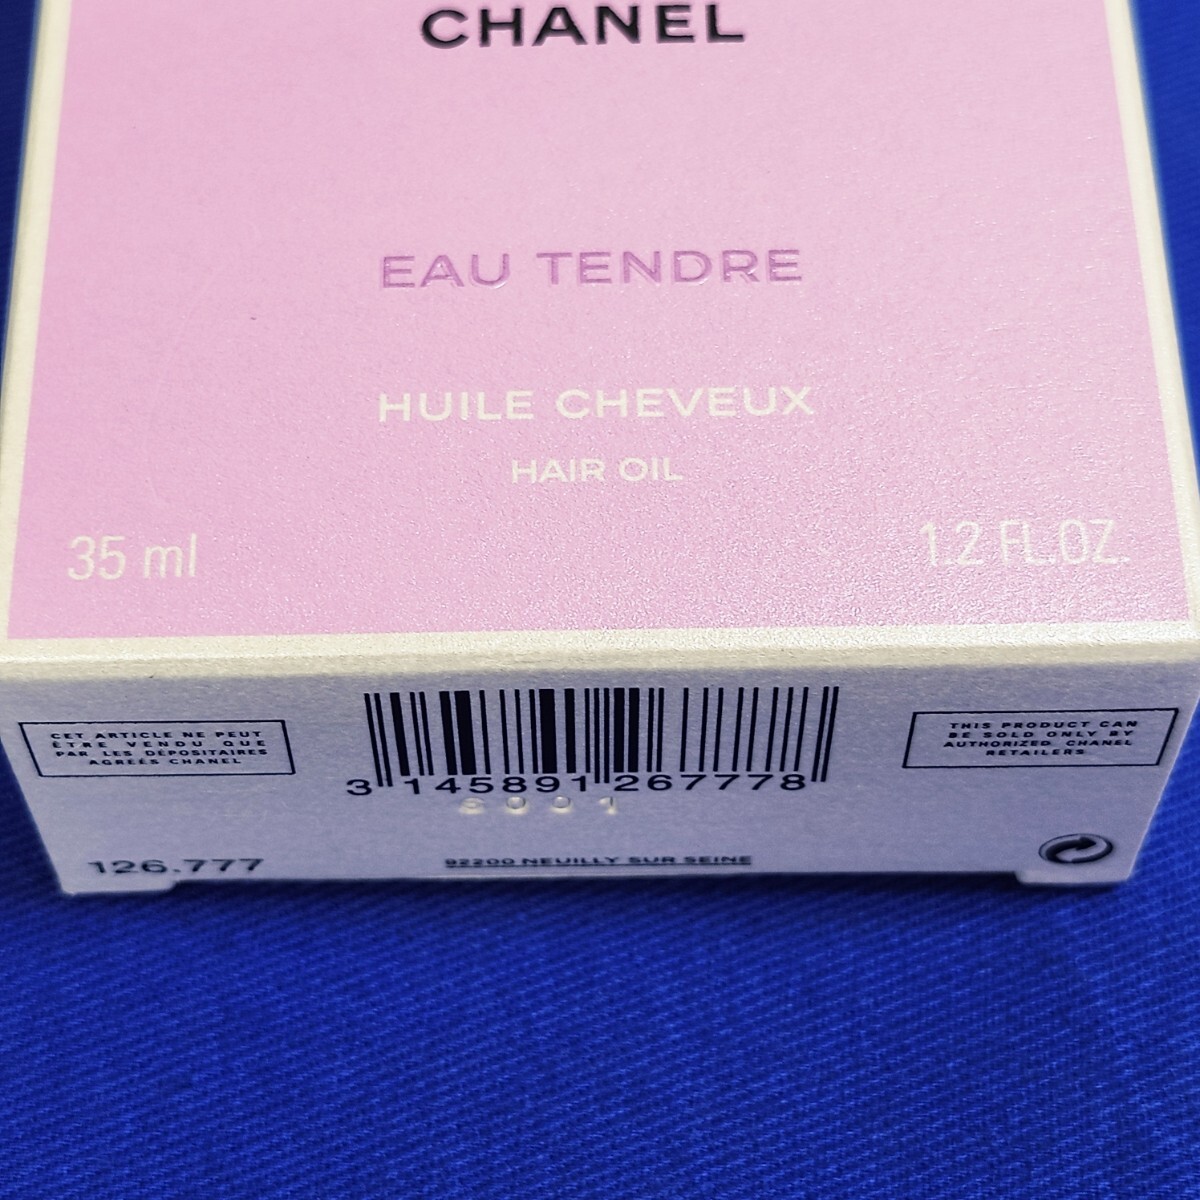 CHANEL
EAU TENDRE
HUILE CHEVEUX
HAIR OIL
35 ml
1.2 FL.OZ.
CET ARTICLE NE PEUT
ÊTRE VENDU QUE
PAR LES DÉPOSITAIRES
AGRÉÉS CHANEL
3 145891 267778
THIS PRODUCT CAN
BE SOLD ONLY BY
AUTHORIZED CHANEL
RETAILERS
126.777
92200 NEUILLY SUR SEINE